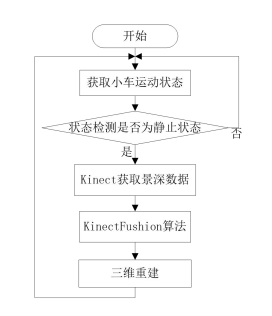 开始
获取小车运动状态
状态检测是否为静止状态
否
是
Kinect获取景深数据
KinectFushion算法
三维重建